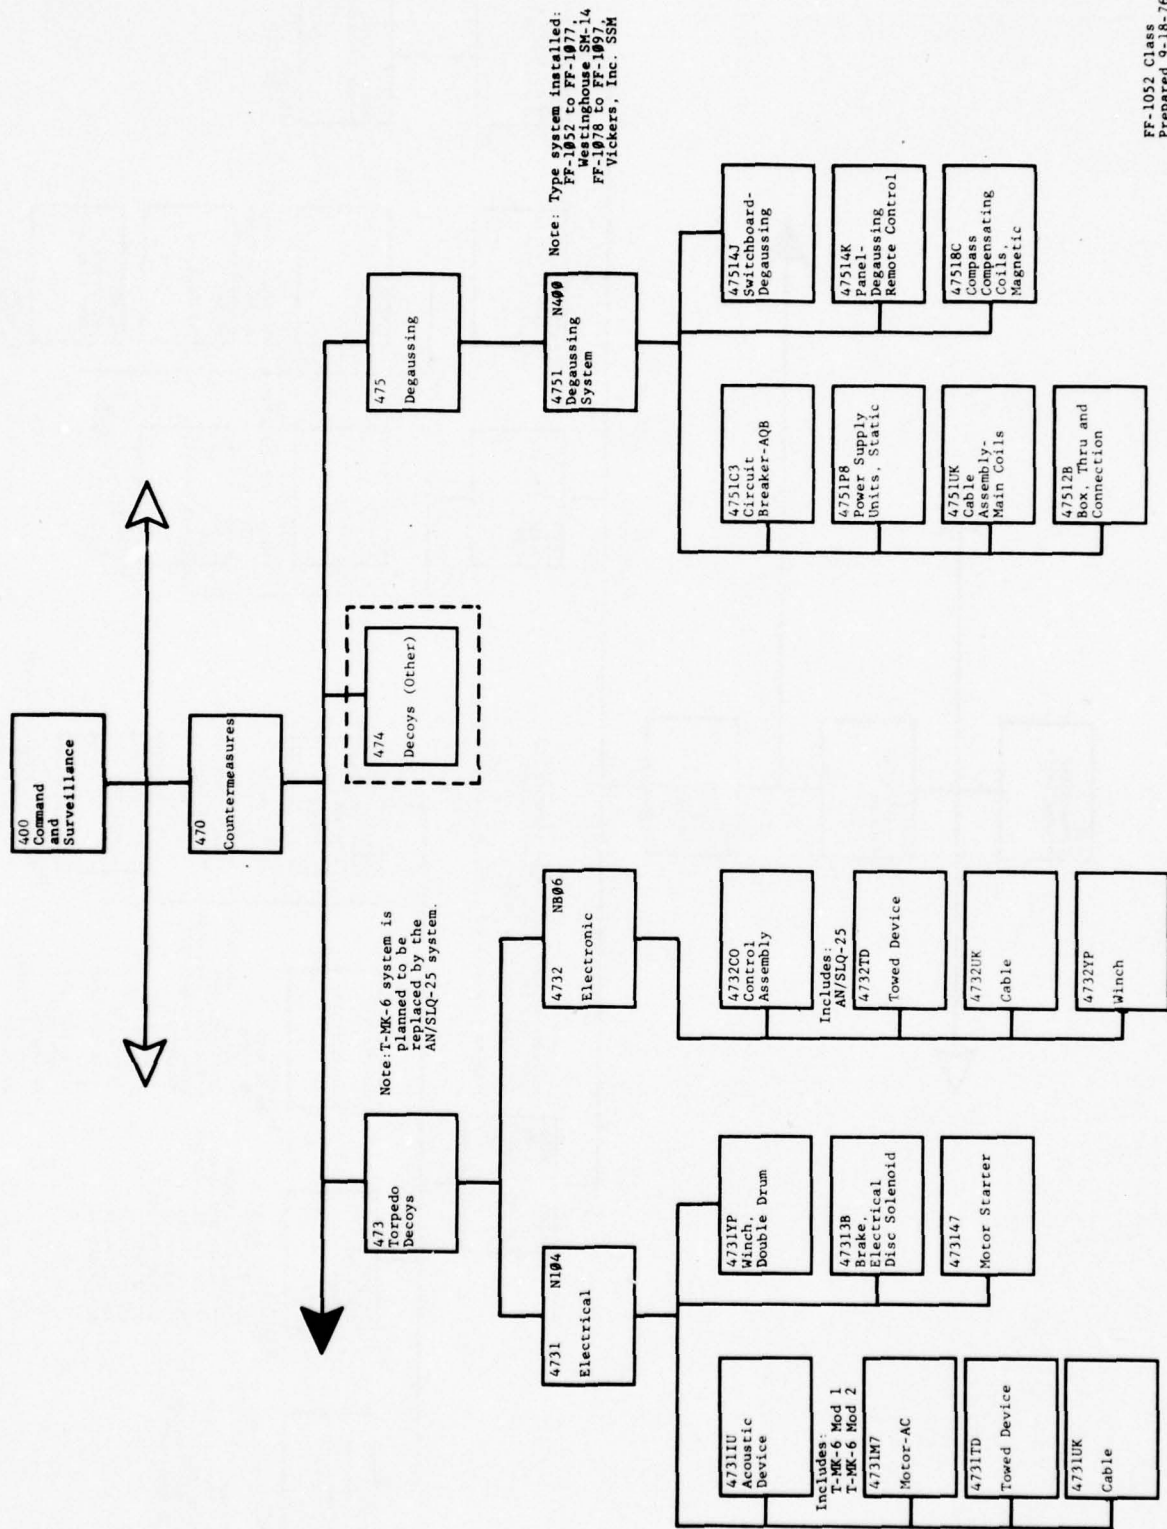 400
Command
and
Surveillance
470
Countermeasures
473
Torpedo
Decoys
Note: T-MK-6 system is
planned to be
replaced by the
AN/SLQ-25 system.
474
Decoys (Other)
475
Degaussing
4731 N104
Electrical
4732 NB06
Electronic
4751 N400
Degaussing
System
Note: Type system installed:
FF-1052 to FF-1077,
Westinghouse SM-14
FF-1078 to FF-1097,
Vickers, Inc. SSM
4731IU
Acoustic
Device
Includes:
T-MK-6 Mod 1
T-MK-6 Mod 2
4731M7
Motor-AC
4731TD
Towed Device
4731UK
Cable
4731YP
Winch,
Double Drum
47313B
Brake,
Electrical
Disc Solenoid
473147
Motor Starter
4732CO
Control
Assembly
Includes:
AN/SLQ-25
4732TD
Towed Device
4732UK
Cable
4732YP
Winch
4751C3
Circuit
Breaker-AQB
4751P8
Power Supply
Units, Static
4751UK
Cable
Assembly-
Main Coils
47512B
Box, Thru and
Connection
47514J
Switchboard-
Degaussing
47514K
Panel-
Degaussing
Remote Control
47518C
Compass
Compensating
Coils,
Magnetic
FF-1052 Class
Prepared 9-18-76